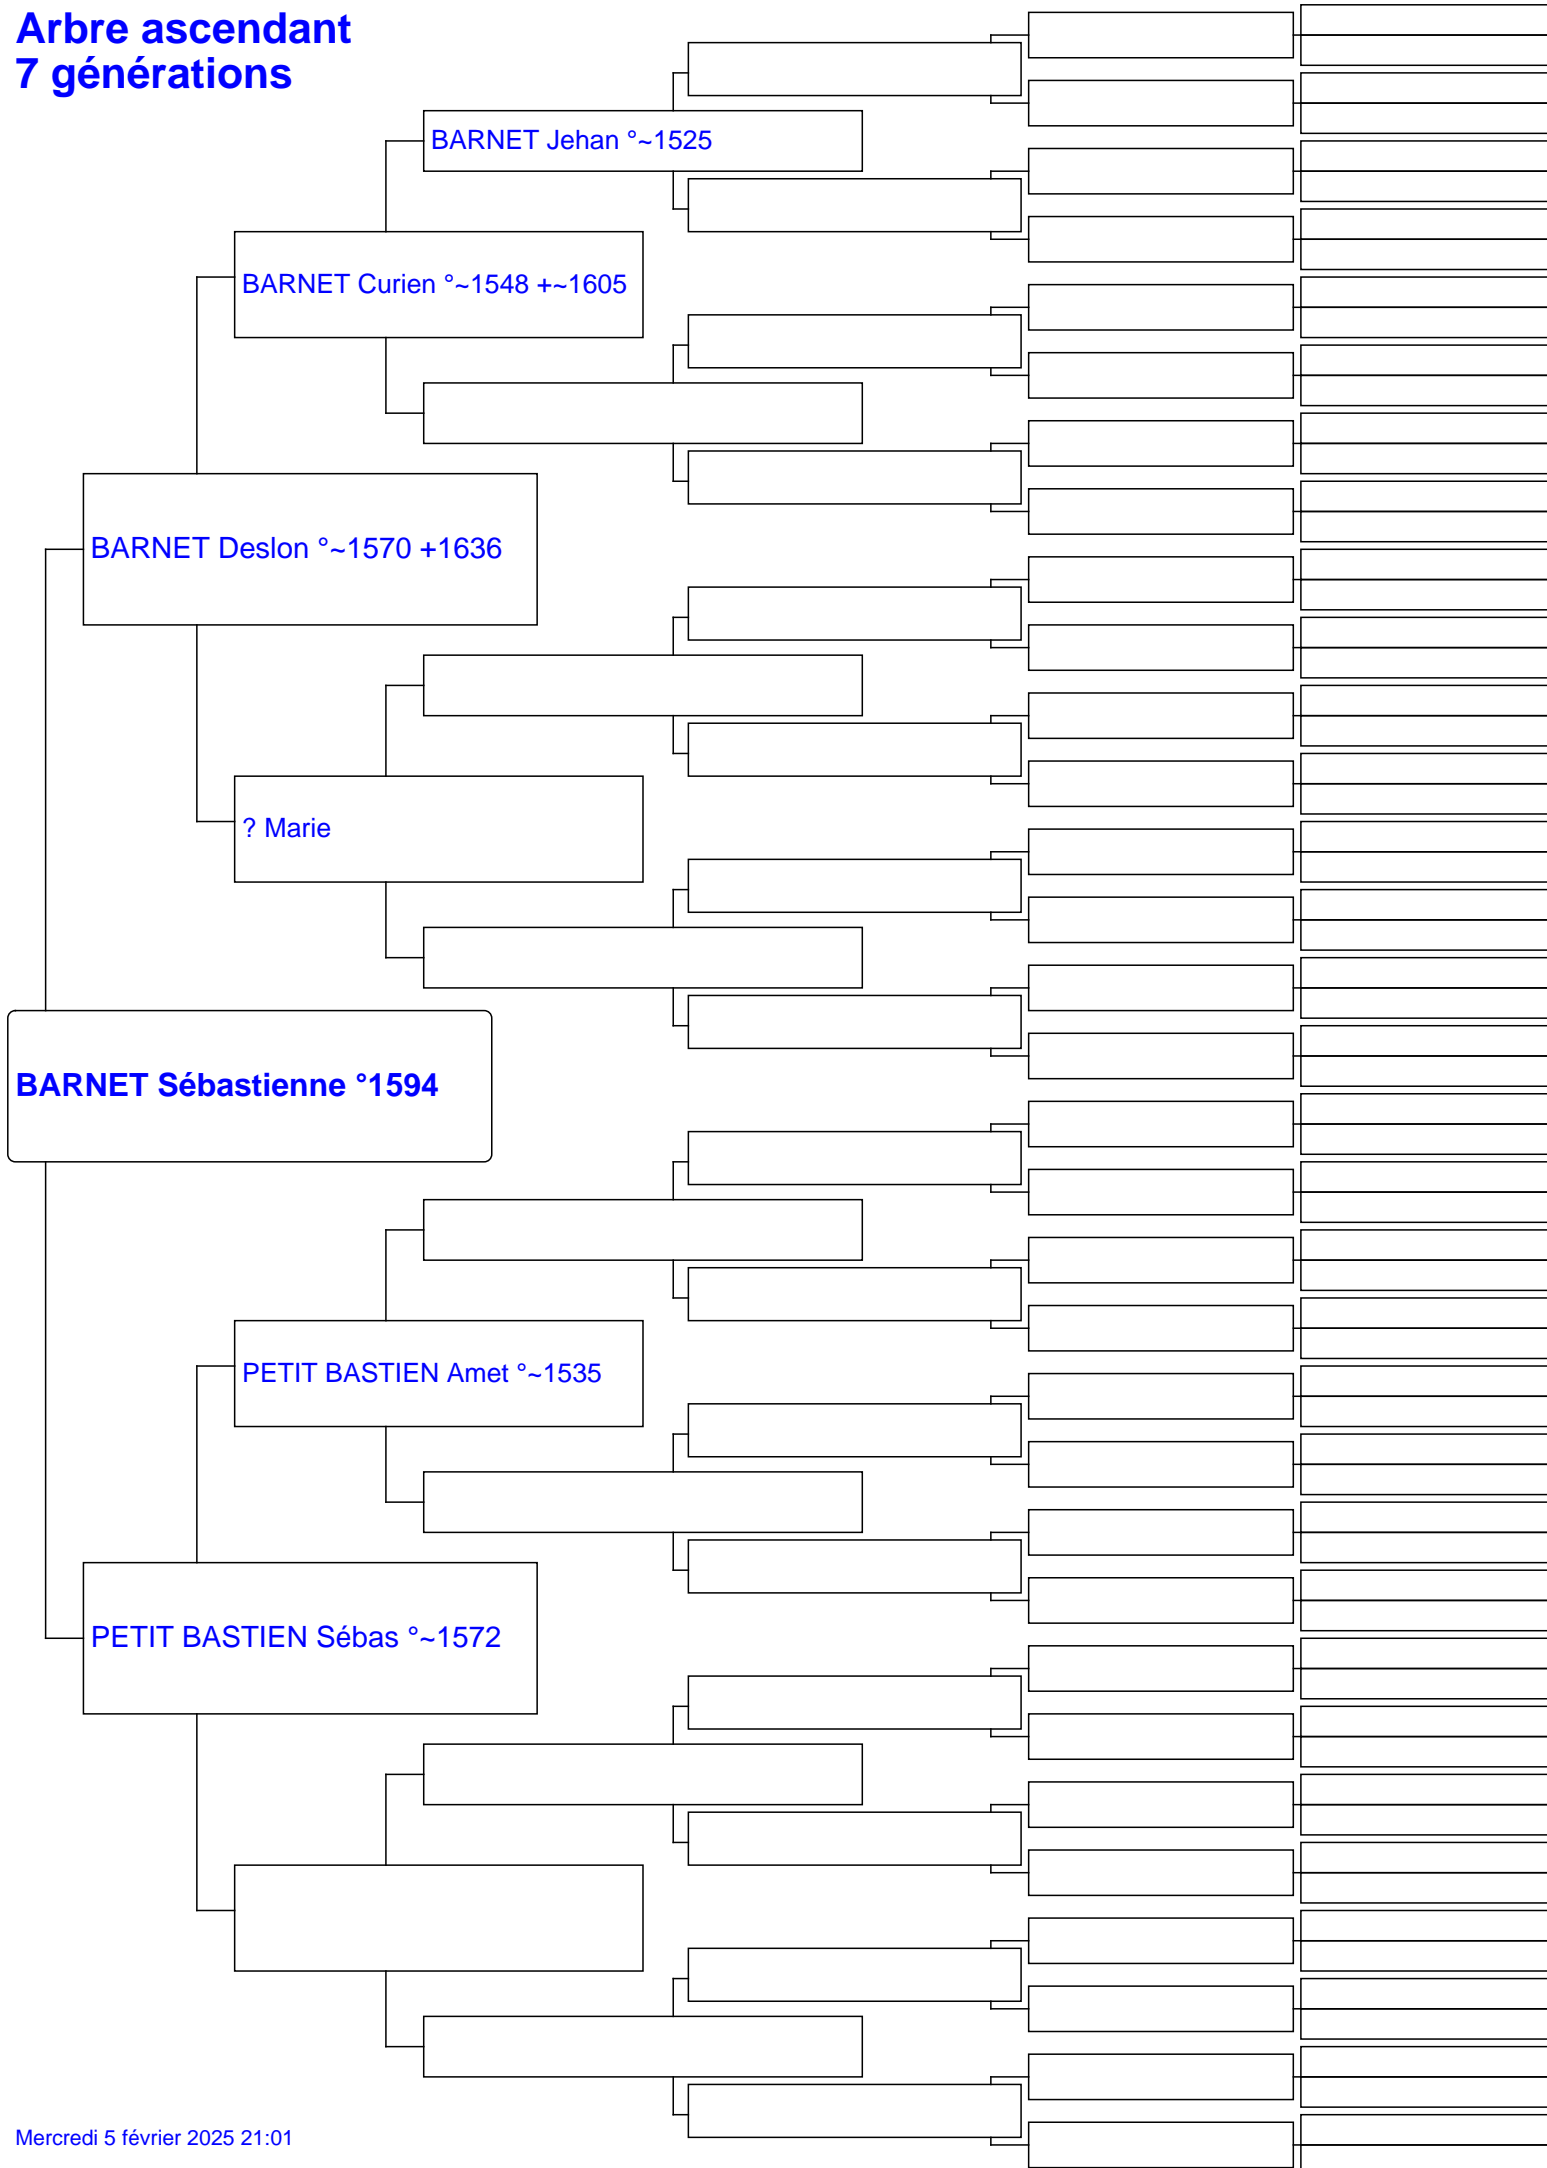 Arbre ascendant
7 générations
BARNET Jehan °~1525
BARNET Curien °~1548 +~1605
BARNET Deslon °~1570 +1636
? Marie
BARNET Sébastienne °1594
PETIT BASTIEN Amet °~1535
PETIT BASTIEN Sébas °~1572
Mercredi 5 février 2025 21:01